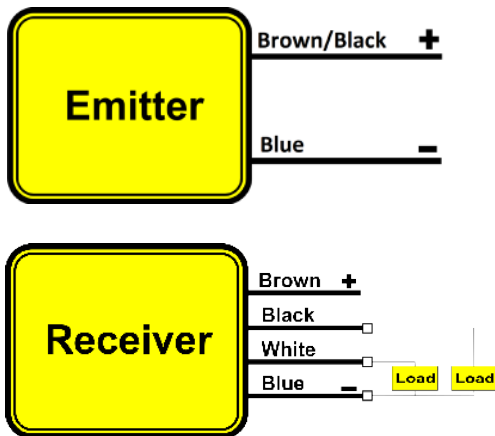 Emitter
Brown/Black +
Blue -
Receiver
Brown +
Black
White
Blue -
Load Load